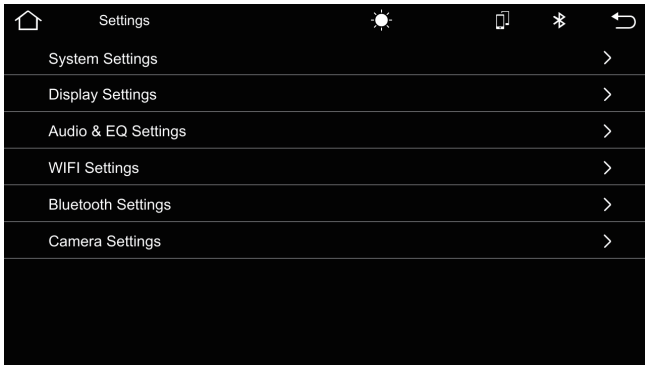 Settings
System Settings
Display Settings
Audio & EQ Settings
WIFI Settings
Bluetooth Settings
Camera Settings